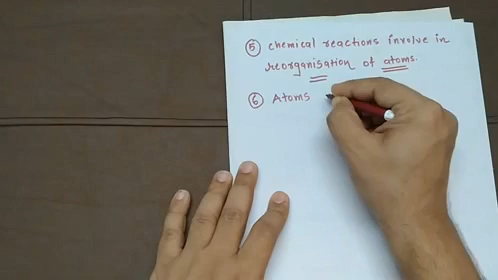 ⑤ chemical reactions involve in
reorganisation of atoms.
⑥ Atoms